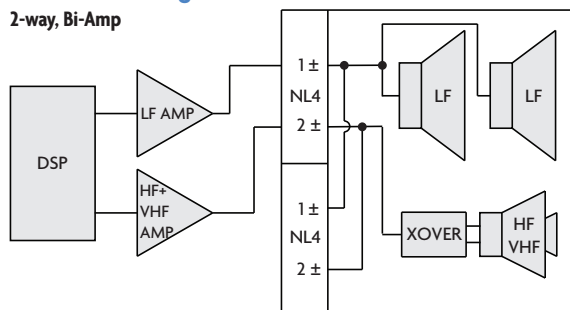 2-way, Bi-Amp
DSP
LF AMP
HF+
VHF
AMP
1 ±
NL4
2 ±
1 ±
NL4
2 ±
LF
LF
XOVER
HF
VHF